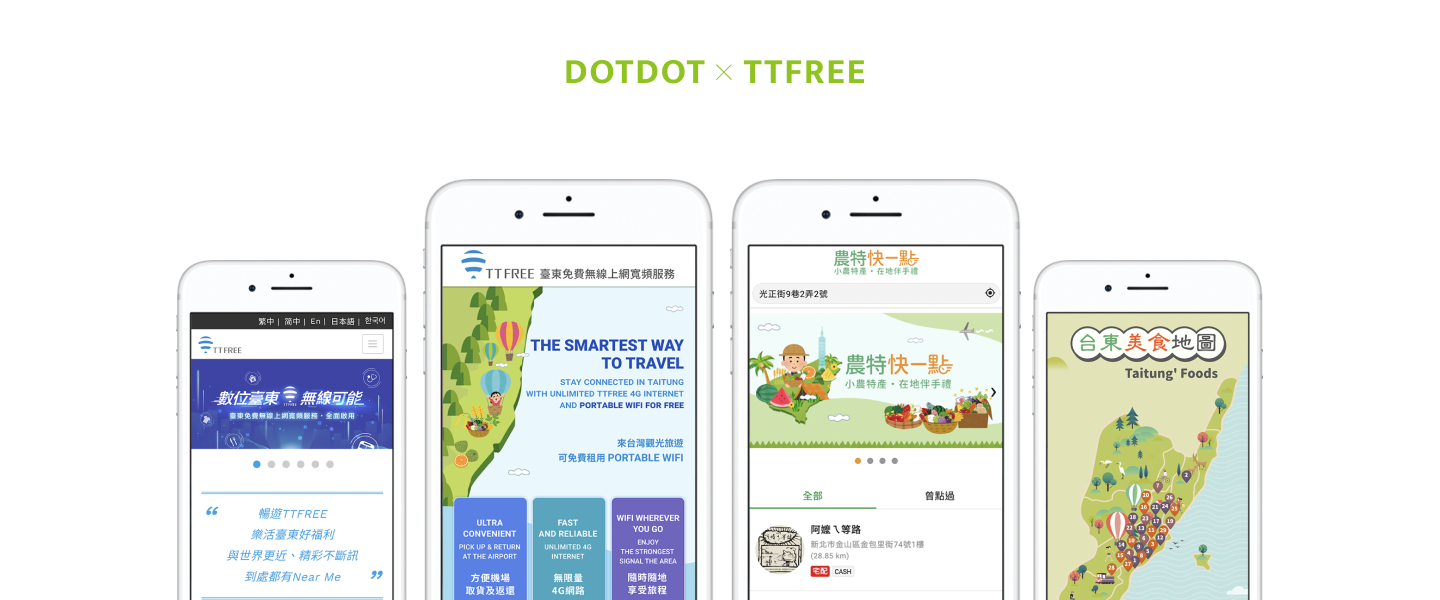 DOTDOT × TTFREE
繁中 | 简中 | En | 日本語 | 한국어
TTFREE
數位臺東 TTFREE 無線可能
臺東免費無線上網寬頻服務・全面啟用
“ 暢遊TTFREE
樂活臺東好福利
與世界更近、精彩不斷訊
到處都有Near Me ”
TTFREE 臺東免費無線上網寬頻服務
THE SMARTEST WAY
TO TRAVEL
STAY CONNECTED IN TAITUNG
WITH UNLIMITED TTFREE 4G INTERNET
AND PORTABLE WIFI FOR FREE
來台灣觀光旅遊
可免費租用 PORTABLE WIFI
ULTRA
CONVENIENT
PICK UP & RETURN
AT THE AIRPORT
方便機場
取貨及返還
FAST
AND RELIABLE
UNLIMITED 4G
INTERNET
無限量
4G網路
WIFI WHEREVER
YOU GO
ENJOY
THE STRONGEST
SIGNAL THE AREA
隨時隨地
享受旅程
農特快一點
小農特產・在地伴手禮
光正街9巷2弄2號
農特快一點
小農特產・在地伴手禮
全部
曾點過
阿嬤ㄟ等路
新北市金山區金包里街74號1樓
(28.85 km)
宅配 CASH
台東美食地圖
Taitung' Foods